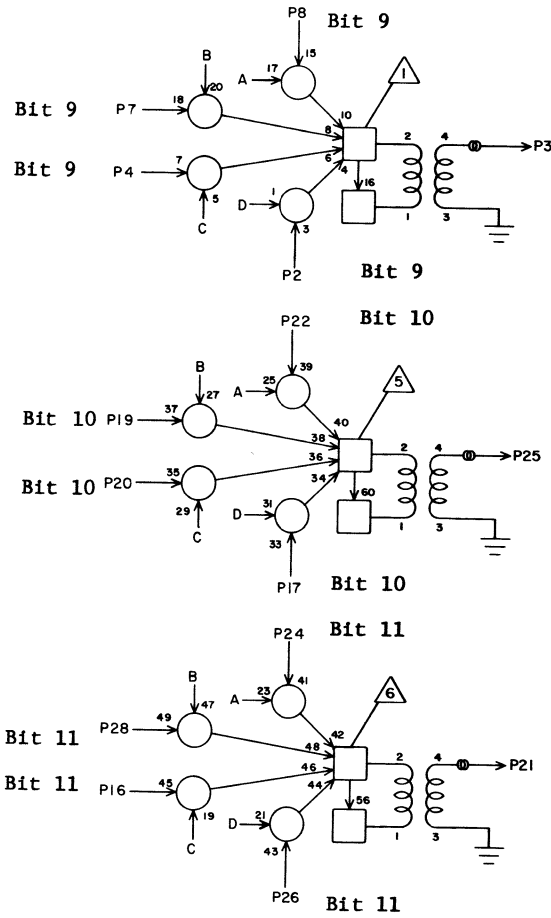 P8 Bit 9
B 17 15
A 1
18 20
Bit 9 P7 10
8 2 4
P3
7 6
Bit 9 P4 4
5 16
1
D 3 1 3
C
P2
Bit 9
Bit 10
P22
B 39
25 5
A
27
Bit 10 P19 37 40
38 2 4
P25
35 36
Bit 10 P20 34
60
29 31
D 1 3
33
C
P17 Bit 10
P24 Bit 11
B 41
23 6
A
47
49 42
Bit 11 P28
48 2 4
P21
46
Bit 11 P16 45 44
56
19 21
D 1 3
43
C
P26
Bit 11